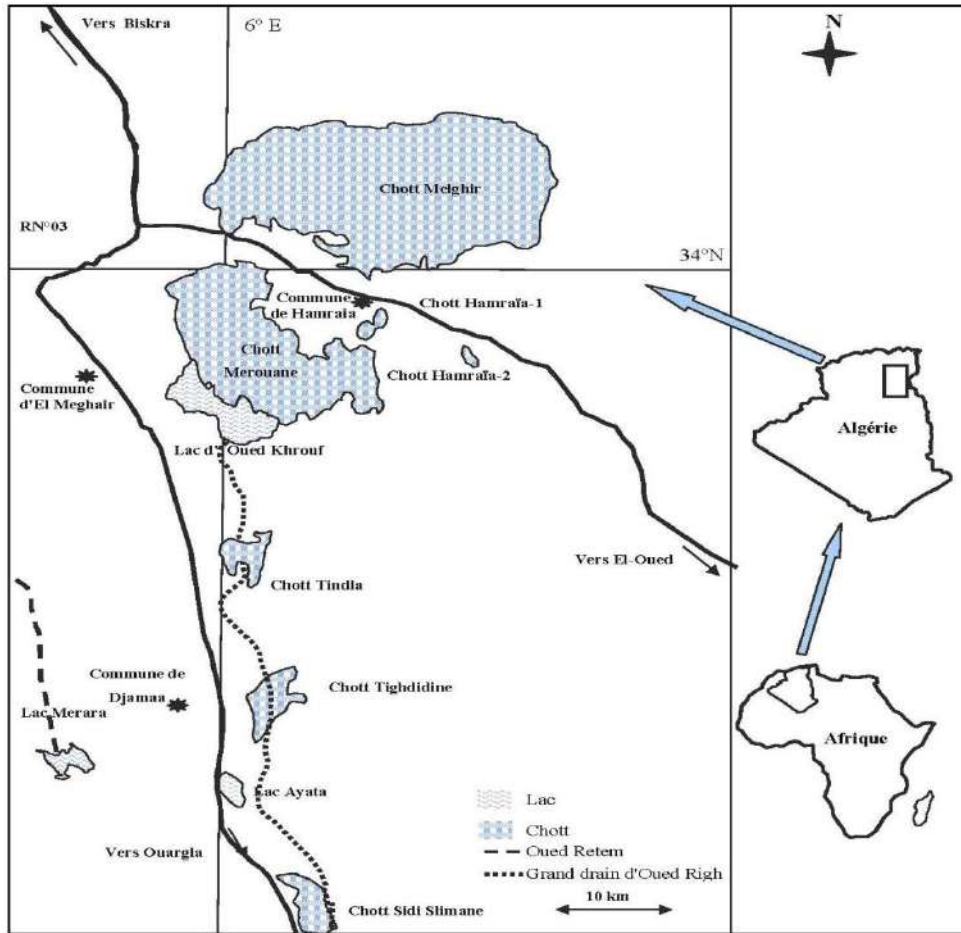 Vers Biskra
6° E
N
Chott Melghir
RN°03
34°N
Commune
de Hamraia
Chott Hamraïa-1
Chott
Merouane
Chott Hamraïa-2
Commune
d'El Meghair
Algérie
Lac d' Oued Khrouf
Vers El-Oued
Chott Tindla
Commune de
Djamaa
Chott Tighdidine
Lac Merara
Afrique
Lac Ayata
Lac
Chott
Vers Ouargla
Oued Retem
Grand drain d'Oued Righ
10 km
Chott Sidi Slimane